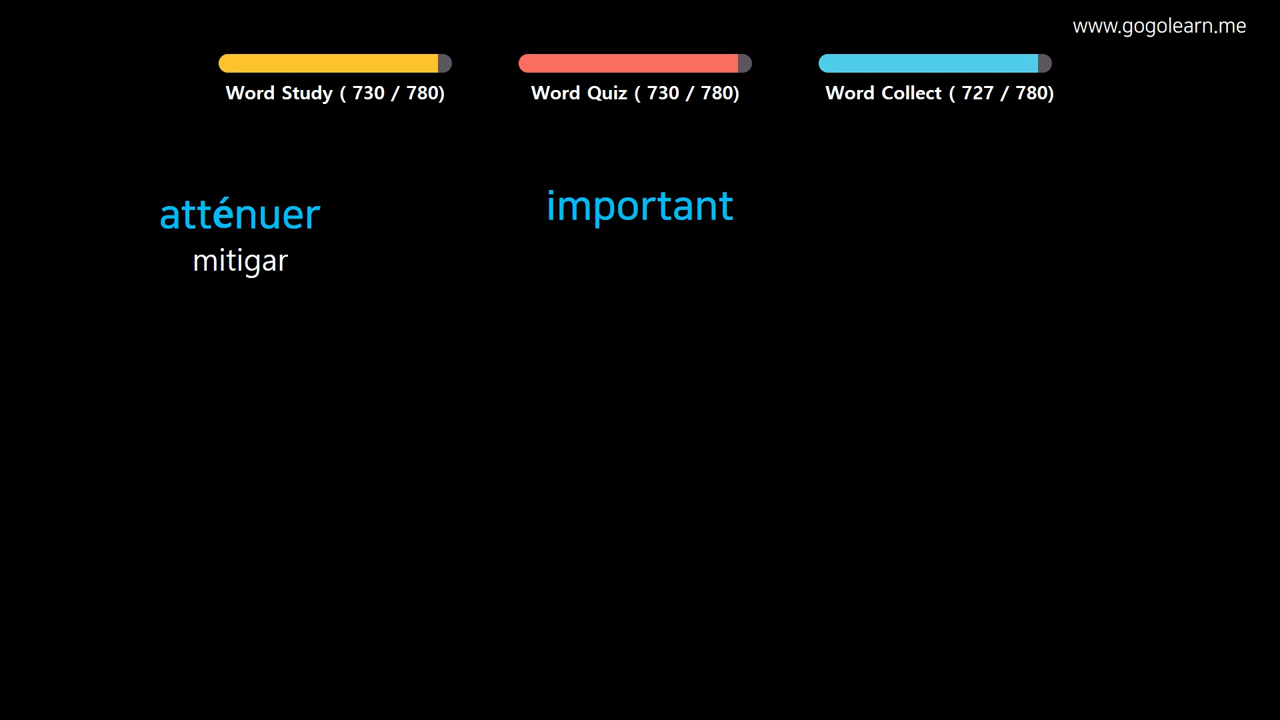 www.gogolearn.me
Word Study ( 730 / 780)
Word Quiz ( 730 / 780)
Word Collect ( 727 / 780)
atténuer
mitigar
important